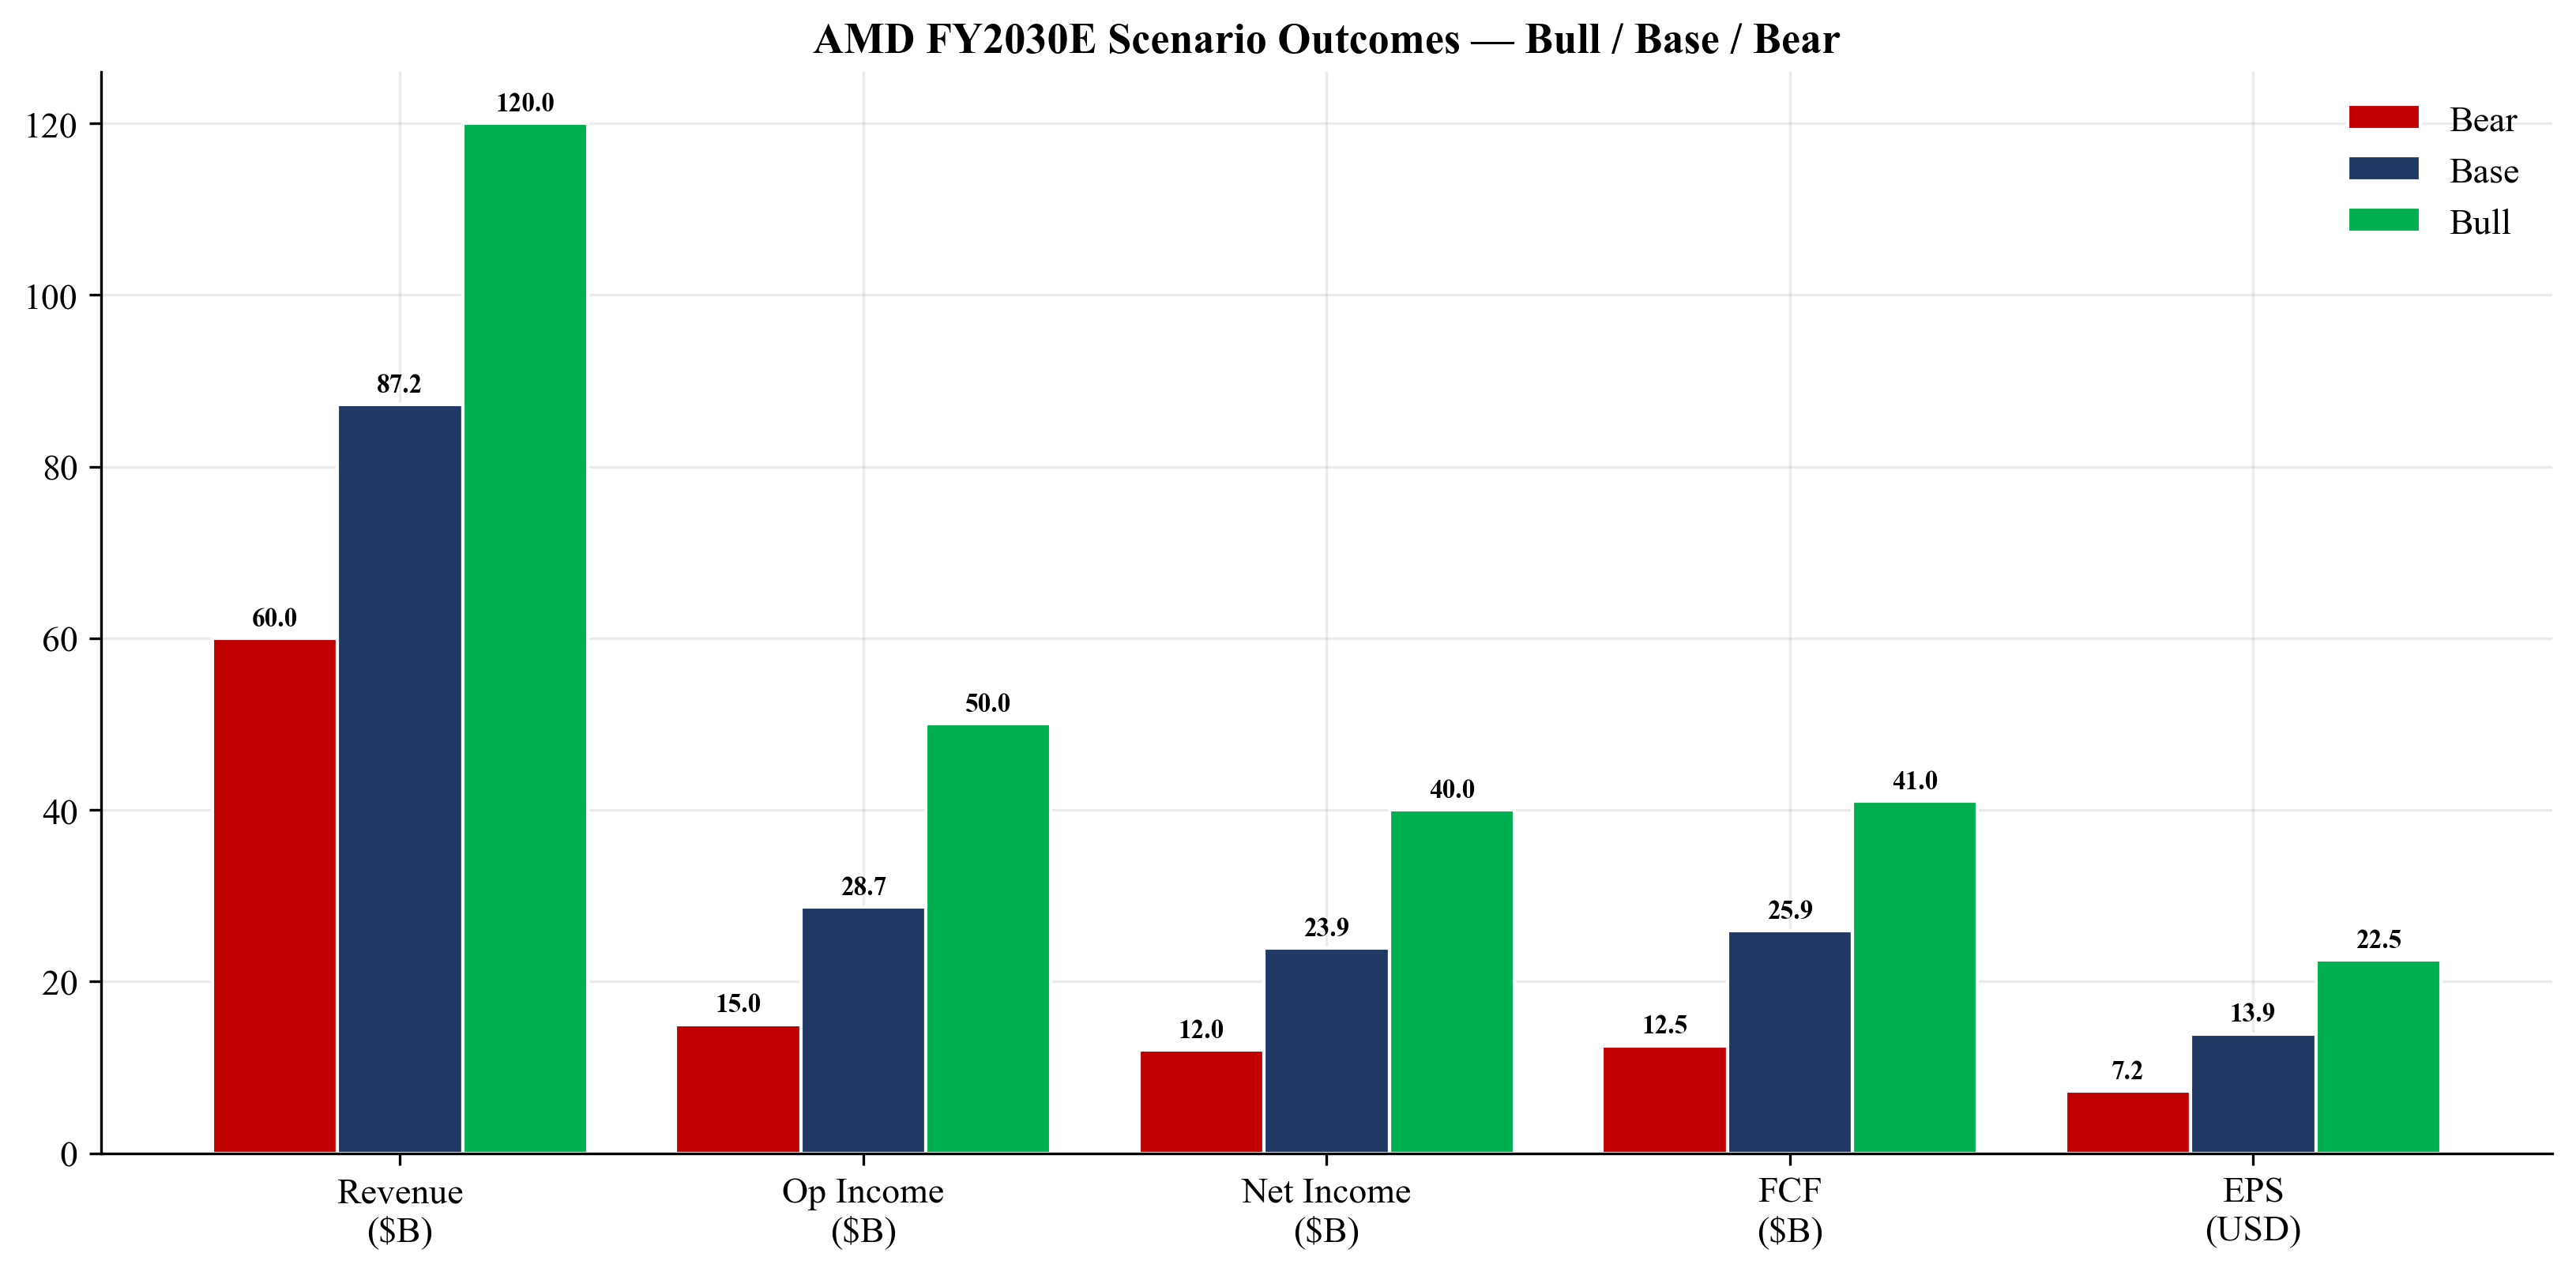 AMD FY2030E Scenario Outcomes — Bull / Base / Bear
120
100
80
60
40
20
0
60.0
87.2
120.0
15.0
28.7
50.0
12.0
23.9
40.0
12.5
25.9
41.0
7.2
13.9
22.5
Bear
Base
Bull
Revenue
($B)
Op Income
($B)
Net Income
($B)
FCF
($B)
EPS
(USD)